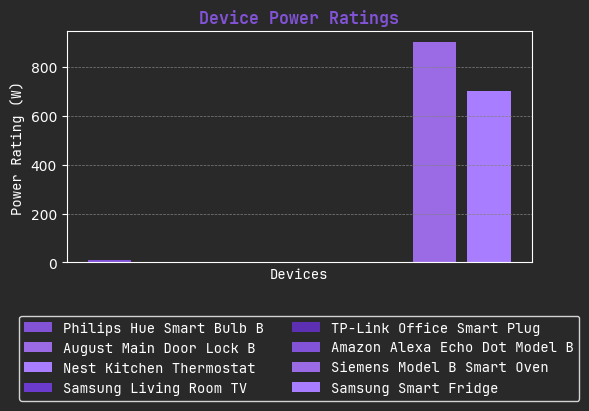 Device Power Ratings
800
600
400
200
0
Power Rating (W)
Devices
Philips Hue Smart Bulb B
August Main Door Lock B
Nest Kitchen Thermostat
Samsung Living Room TV
TP-Link Office Smart Plug
Amazon Alexa Echo Dot Model B
Siemens Model B Smart Oven
Samsung Smart Fridge